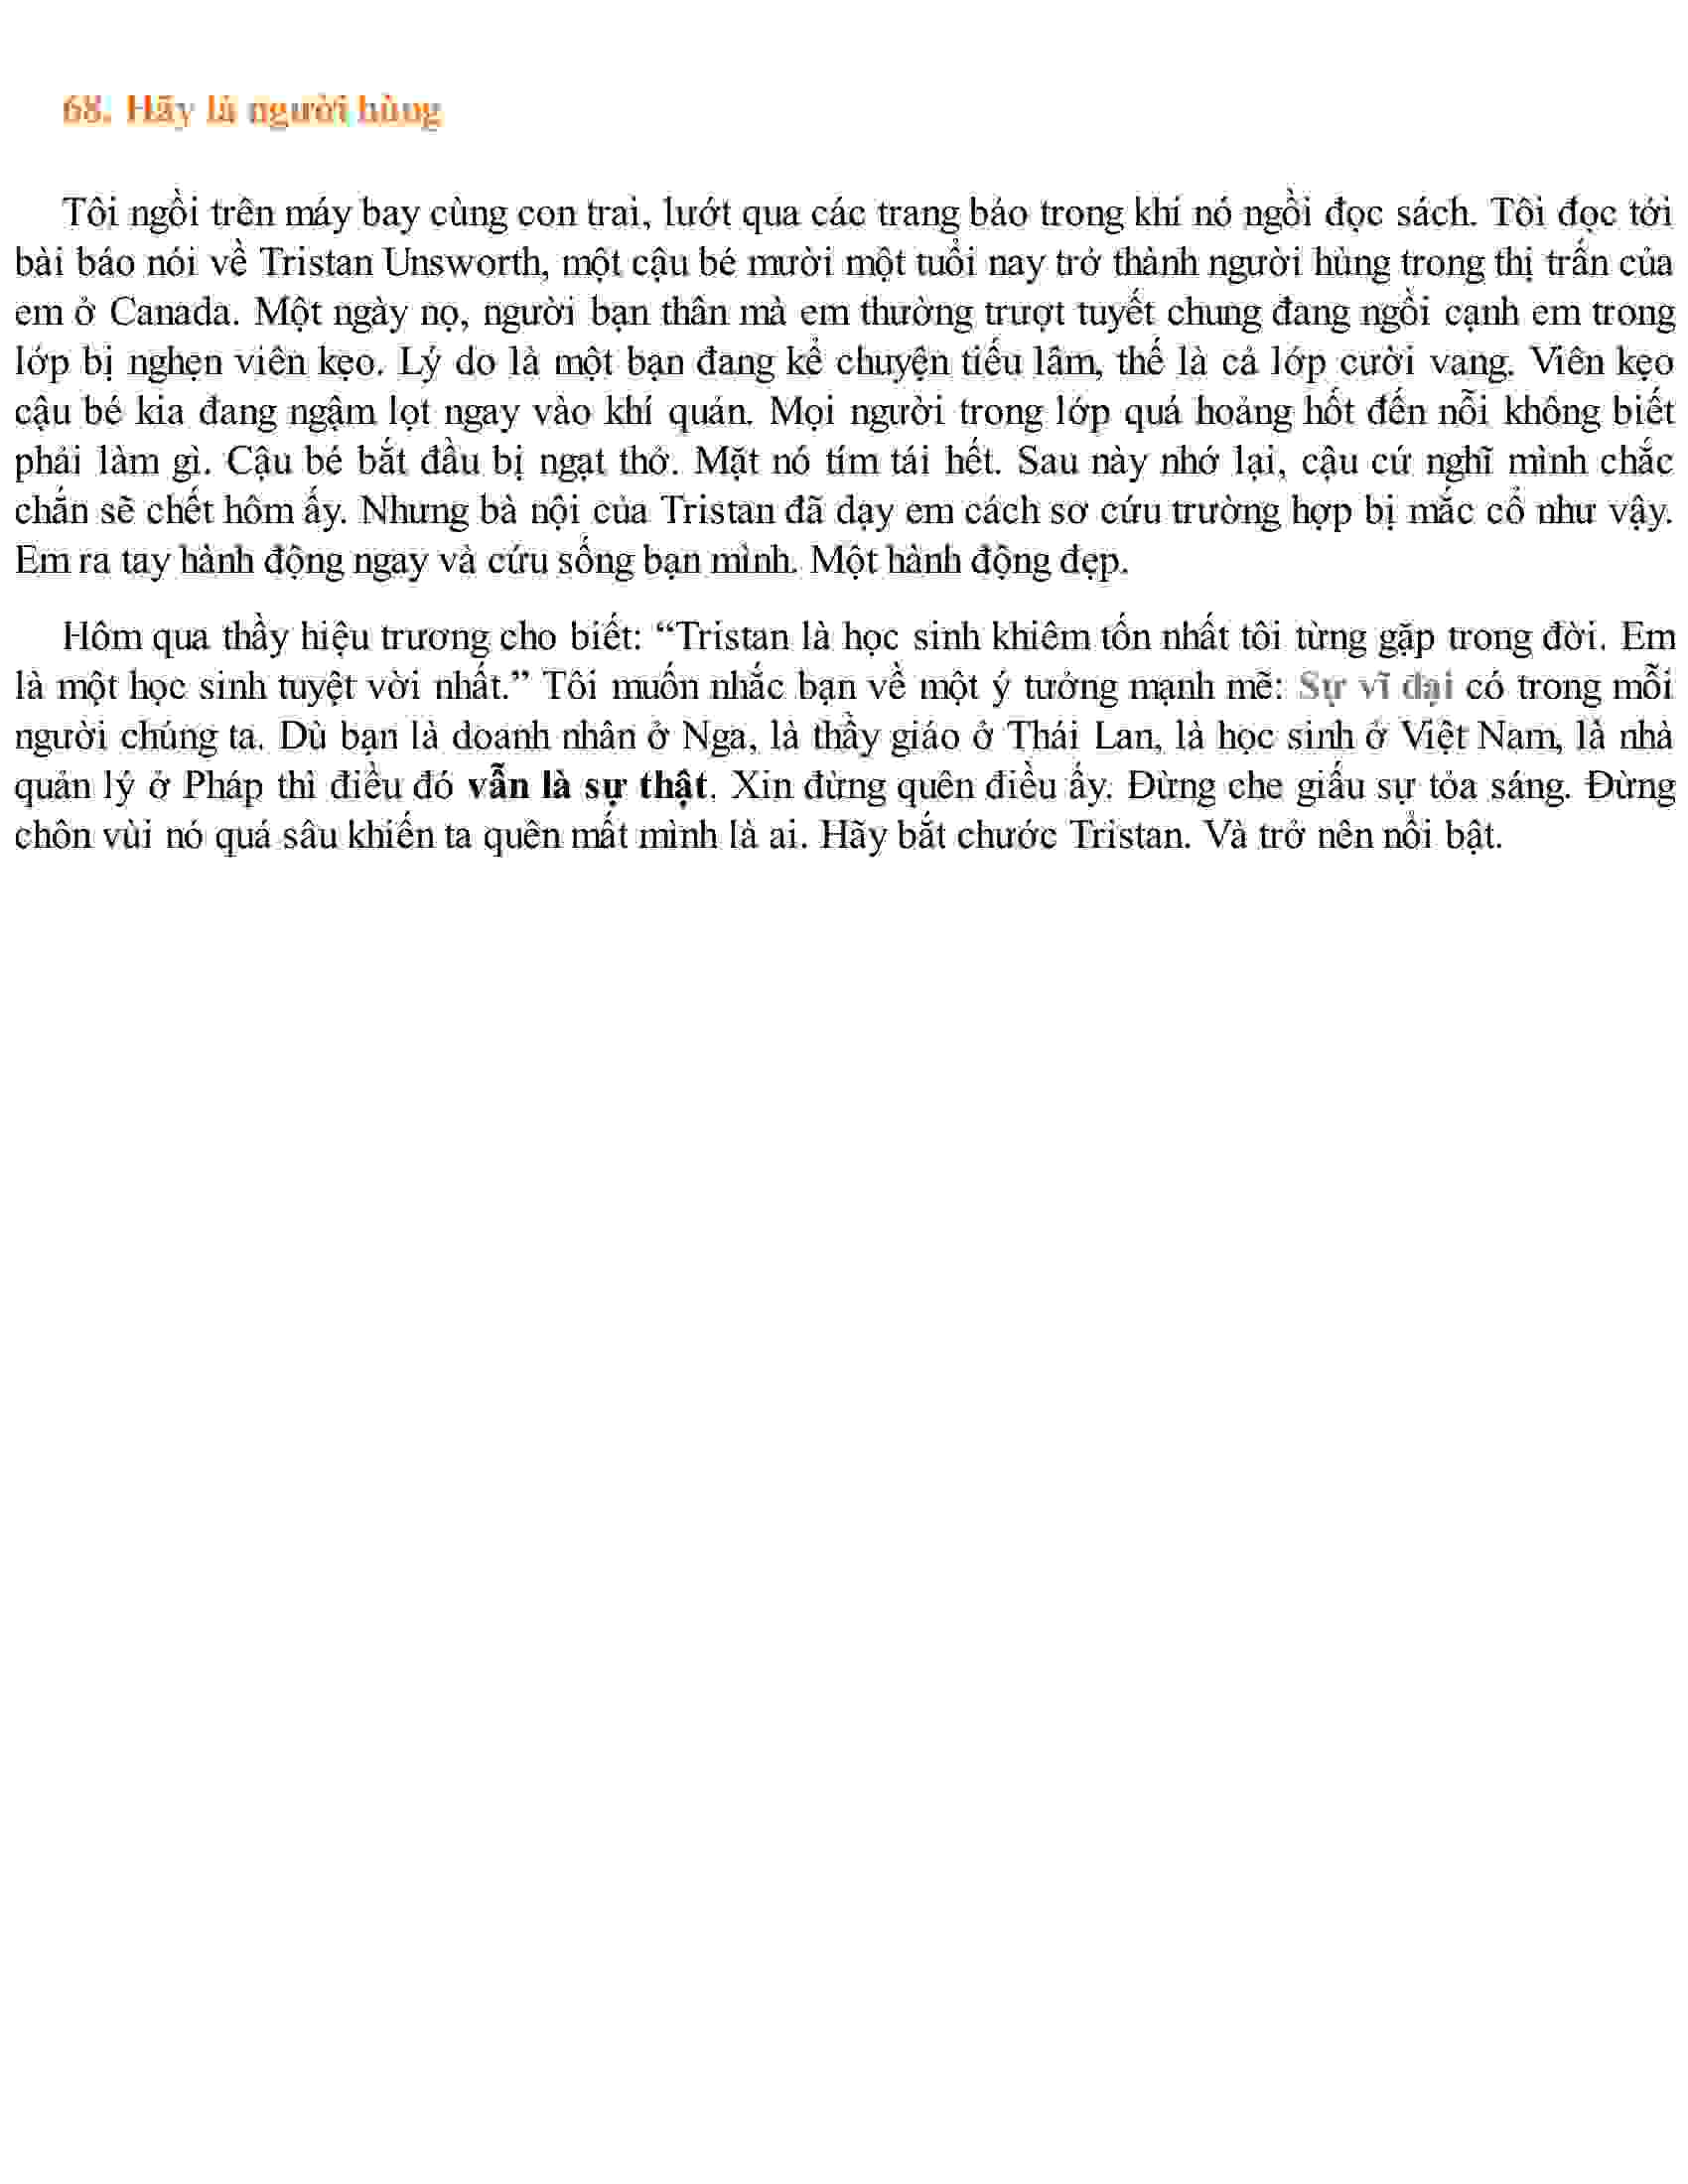 68. Hãy là người hùng
Tôi ngồi trên máy bay cùng con trai, lướt qua các trang báo trong khi nó ngồi đọc sách. Tôi đọc tới
bài báo nói về Tristan Unsworth, một cậu bé mười một tuổi nay trở thành người hùng trong thị trấn của
em ở Canada. Một ngày nọ, người bạn thân mà em thường trượt tuyết chung đang ngồi cạnh em trong
lớp bị nghẹn viên kẹo. Lý do là một bạn đang kể chuyện tiếu lâm, thế là cả lớp cười vang. Viên kẹo
cậu bé kia đang ngậm lọt ngay vào khí quản. Mọi người trong lớp quá hoảng hốt đến nỗi không biết
phải làm gì. Cậu bé bắt đầu bị ngạt thở. Mặt nó tím tái hết. Sau này nhớ lại, cậu cứ nghĩ mình chắc
chắn sẽ chết hôm ấy. Nhưng bà nội của Tristan đã dạy em cách sơ cứu trường hợp bị mắc cổ như vậy.
Em ra tay hành động ngay và cứu sống bạn mình. Một hành động đẹp.
Hôm qua thầy hiệu trương cho biết: “Tristan là học sinh khiêm tốn nhất tôi từng gặp trong đời. Em
là một học sinh tuyệt vời nhất.” Tôi muốn nhắc bạn về một ý tưởng mạnh mẽ: Sự vĩ đại có trong mỗi
người chúng ta. Dù bạn là doanh nhân ở Nga, là thầy giáo ở Thái Lan, là học sinh ở Việt Nam, là nhà
quản lý ở Pháp thì điều đó vẫn là sự thật. Xin đừng quên điều ấy. Đừng che giấu sự tỏa sáng. Đừng
chôn vùi nó quá sâu khiến ta quên mất mình là ai. Hãy bắt chước Tristan. Và trở nên nổi bật.